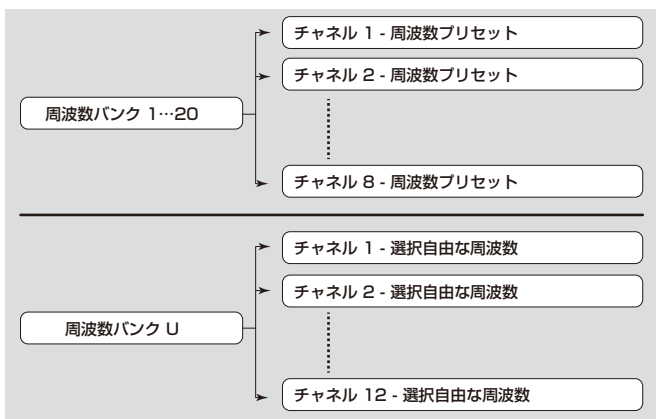 周波数バンク 1…20
チャネル 1 - 周波数プリセット
チャネル 2 - 周波数プリセット
チャネル 8 - 周波数プリセット
周波数バンク U
チャネル 1 - 選択自由な周波数
チャネル 2 - 選択自由な周波数
チャネル 12 - 選択自由な周波数